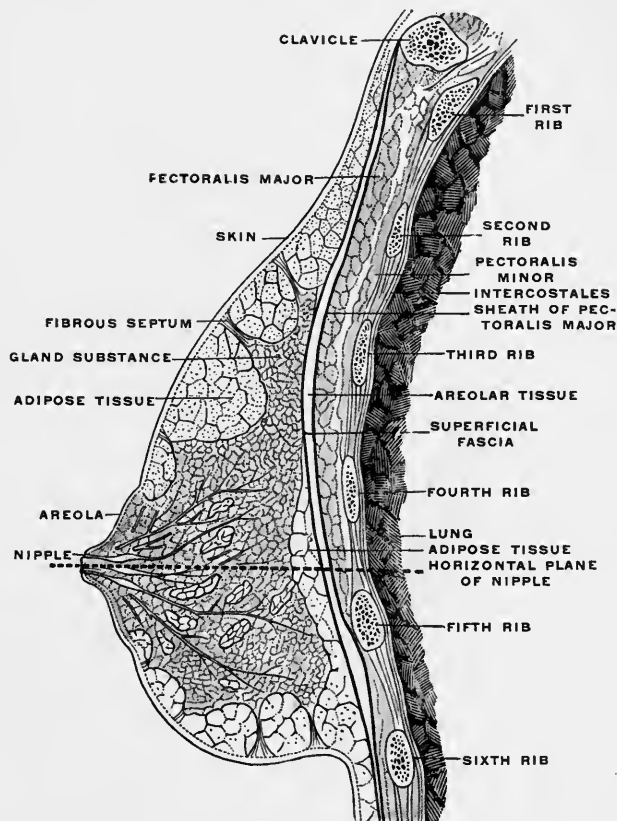 CLAVICLE
FIRST
RIB
PECTORALIS MAJOR
SKIN
SECOND
RIB
PECTORALIS
MINOR
INTERCOSTALES
SHEATH OF PEC-
TORALIS MAJOR
FIBROUS SEPTUM
GLAND SUBSTANCE
THIRD RIB
ADIPOSE TISSUE
AREOLAR TISSUE
SUPERFICIAL
FASCIA
FOURTH RIB
AREOLA
LUNG
NIPPLE
ADIPOSE TISSUE
HORIZONTAL PLANE
OF NIPPLE
FIFTH RIB
SIXTH RIB